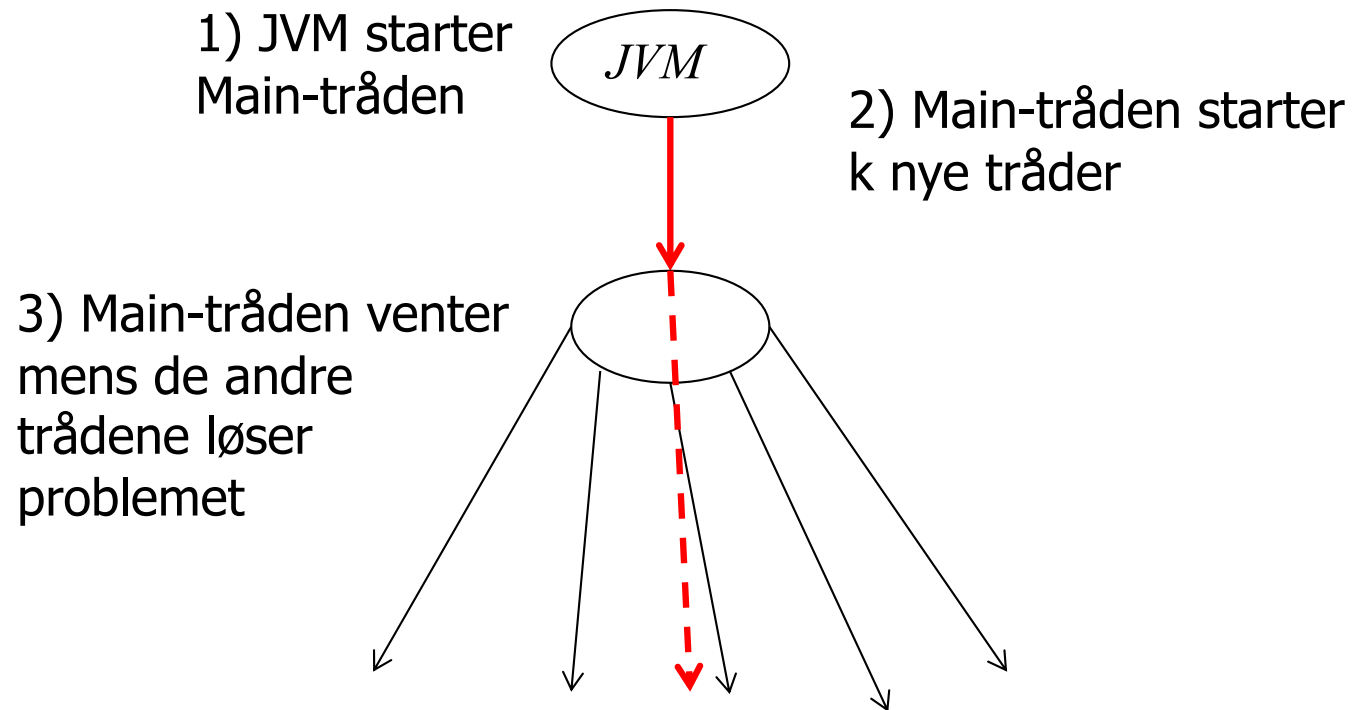 1) JVM starter
Main-tråden
JVM
2) Main-tråden starter
k nye tråder
3) Main-tråden venter
mens de andre
trådene løser
problemet